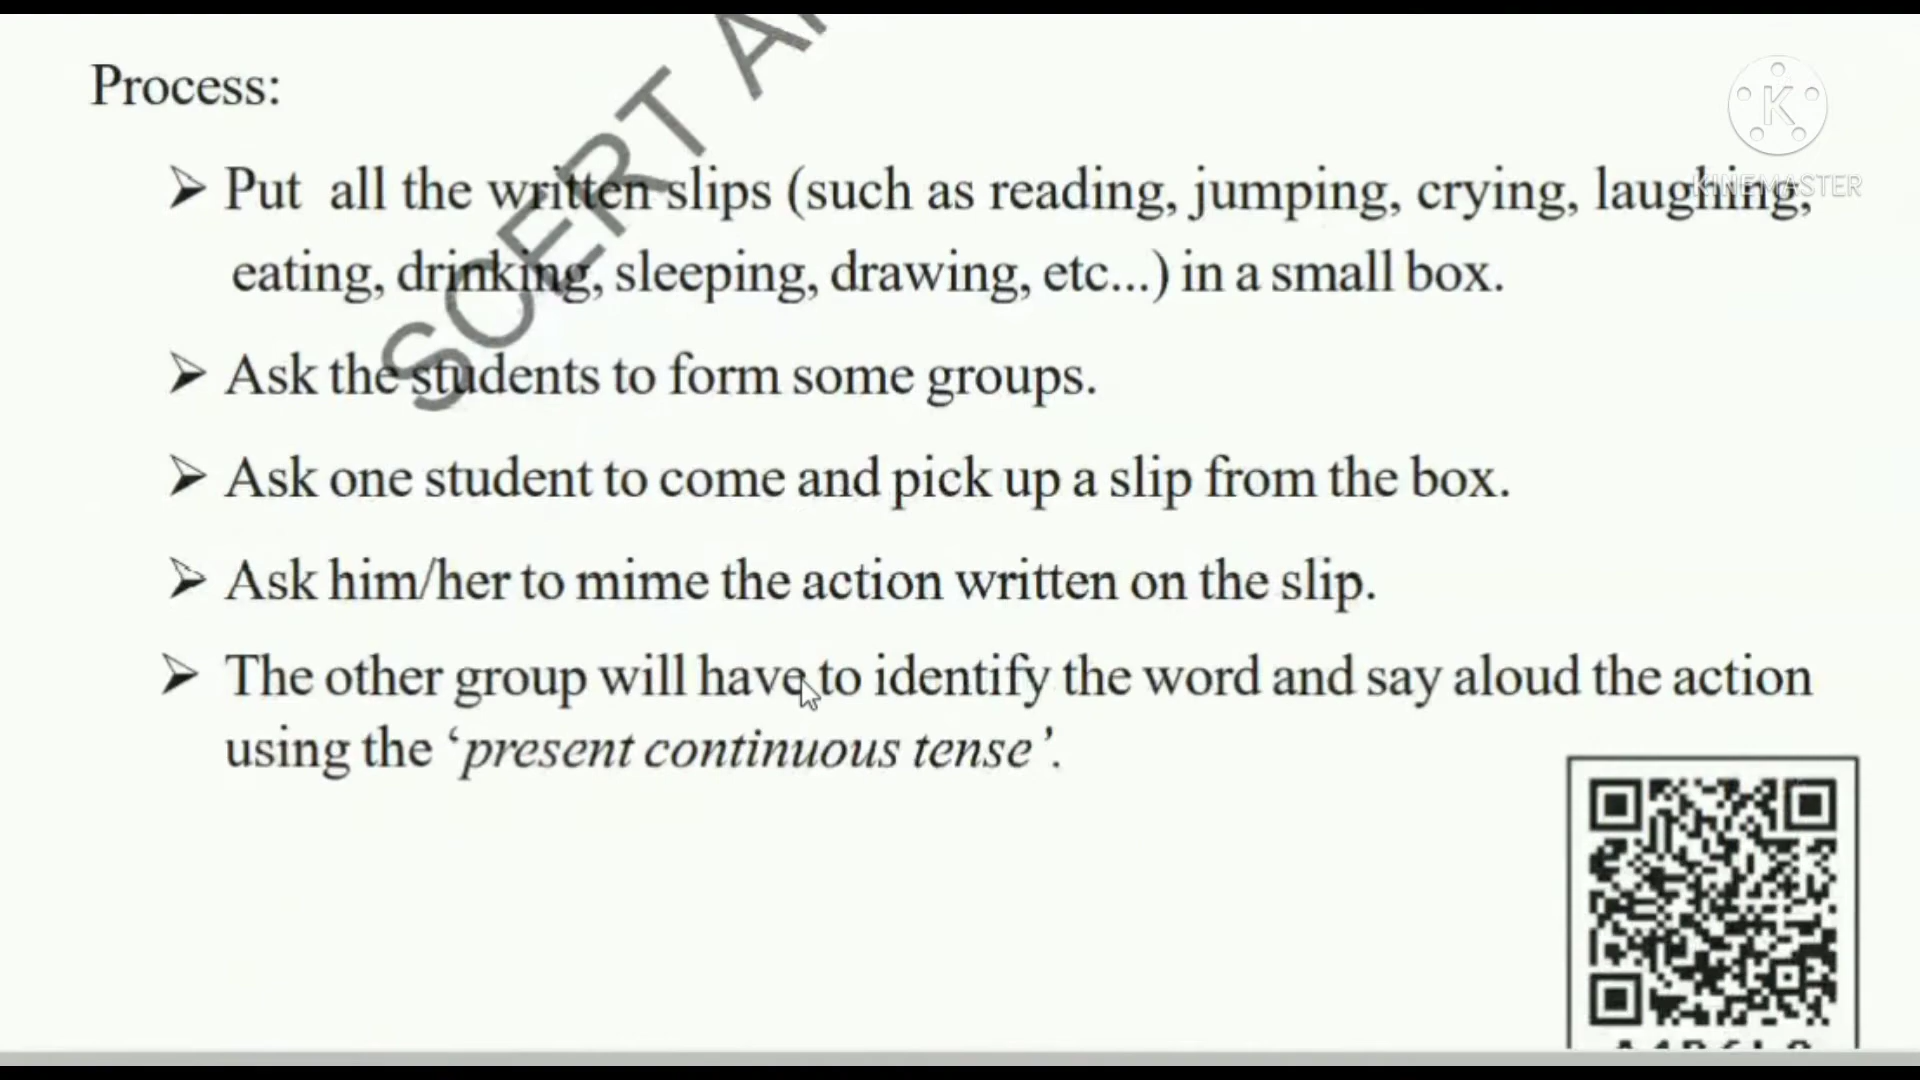 Process:
K
KINEMASTER
➢ Put all the written slips (such as reading, jumping, crying, laughing,
eating, drinking, sleeping, drawing, etc...) in a small box.
➢ Ask the students to form some groups.
➢ Ask one student to come and pick up a slip from the box.
➢ Ask him/her to mime the action written on the slip.
➢ The other group will have to identify the word and say aloud the action
using the ‘present continuous tense’.
SCERT